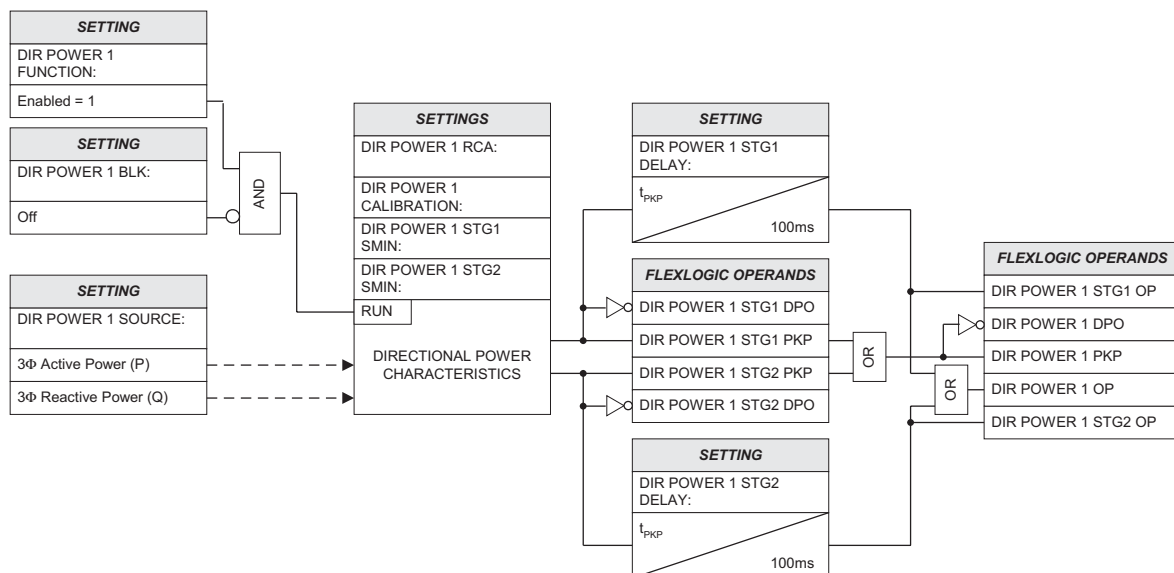 SETTING
DIR POWER 1
FUNCTION:
Enabled = 1
SETTING
DIR POWER 1 BLK:
Off
AND
SETTING
DIR POWER 1 SOURCE:
3Φ Active Power (P)
3Φ Reactive Power (Q)
SETTINGS
DIR POWER 1 RCA:
DIR POWER 1
CALIBRATION:
DIR POWER 1 STG1
SMIN:
DIR POWER 1 STG2
SMIN:
RUN
DIRECTIONAL POWER
CHARACTERISTICS
SETTING
DIR POWER 1 STG1
DELAY:
tPKP
100ms
FLEXLOGIC OPERANDS
DIR POWER 1 STG1 DPO
DIR POWER 1 STG1 PKP
DIR POWER 1 STG2 PKP
DIR POWER 1 STG2 DPO
SETTING
DIR POWER 1 STG2
DELAY:
tPKP
100ms
OR
OR
FLEXLOGIC OPERANDS
DIR POWER 1 STG1 OP
DIR POWER 1 DPO
DIR POWER 1 PKP
DIR POWER 1 OP
DIR POWER 1 STG2 OP